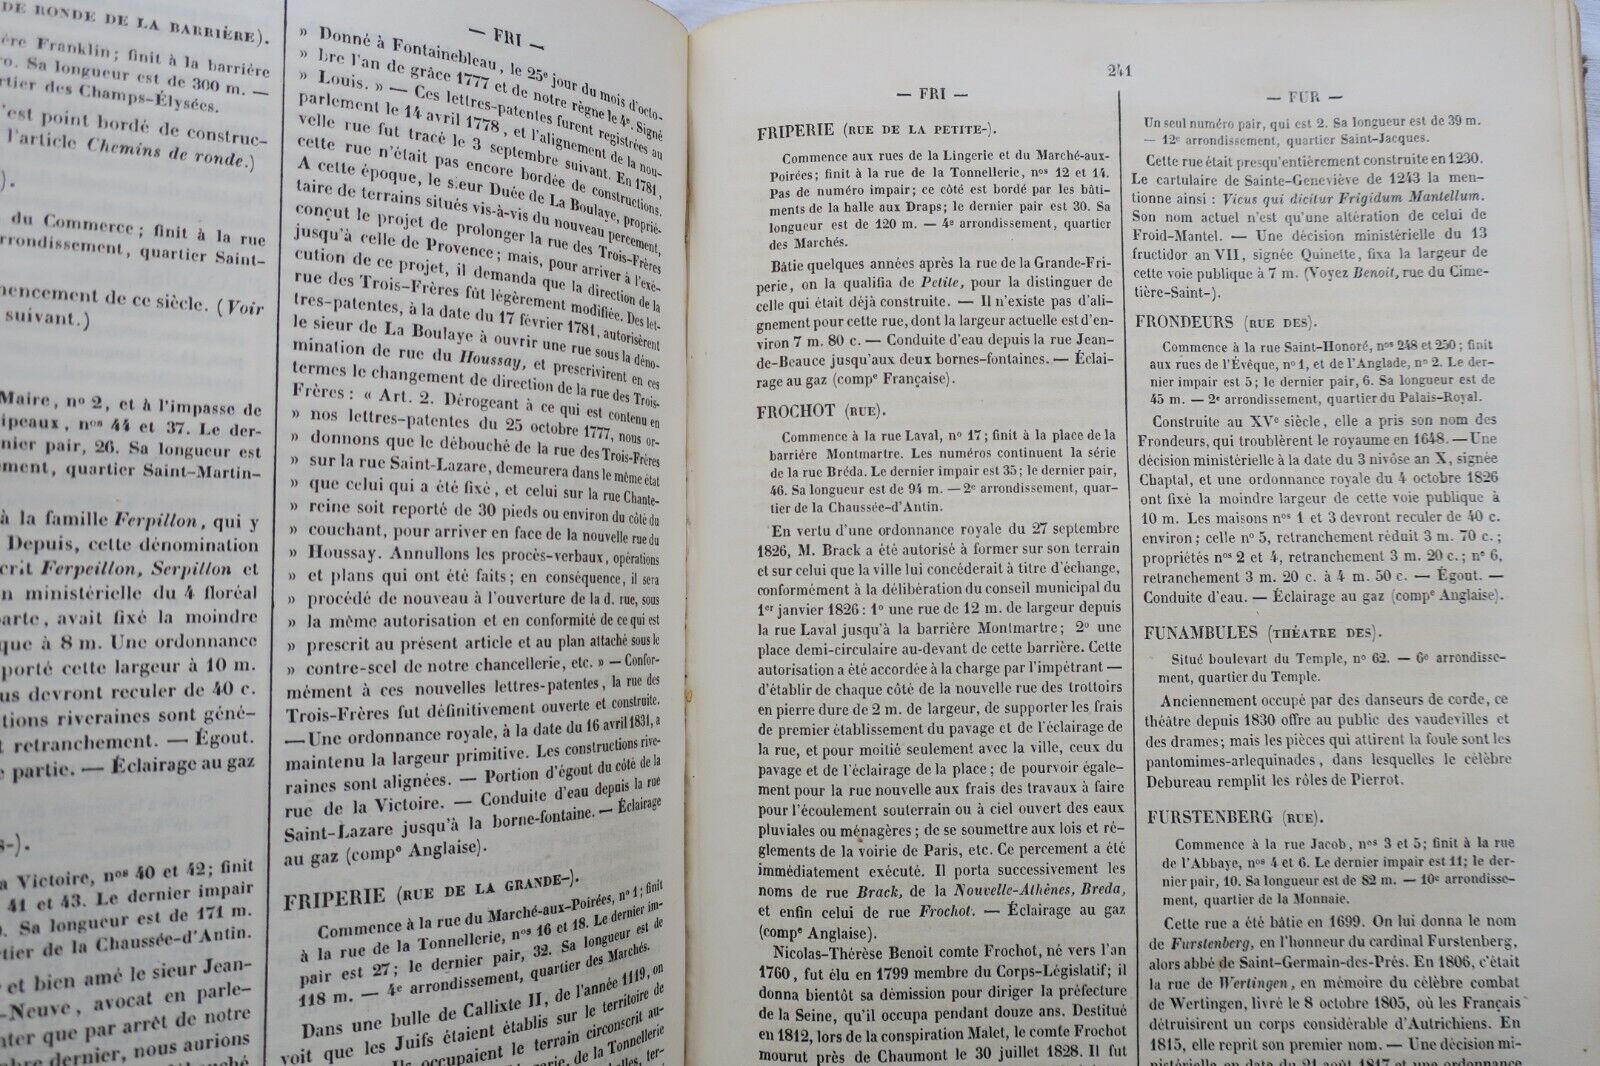 DE RONDE DE LA BARRIÈRE).
Franklin; finit à la barrière
Sa longueur est de 300 m. —
des Champs-Élysées.
est point bordé de construc-
l'article Chemins de ronde.)
).
du Commerce; finit à la rue
arrondissement, quartier Saint-
mencement de ce siècle. (Voir
suivant.)
Maire, nº 2, et à l'impasse de
nos 44 et 37. Le der-
nier pair, 26. Sa longueur est
quartier Saint-Martin-
à la famille Ferpillon, qui y
Depuis, cette dénomination
Ferpeillon, Serpillon et
ministérielle du 4 floréal
avait fixé la moindre
que à 8 m. Une ordonnance
porté cette largeur à 10 m.
devront reculer de 40 c.
riveraines sont géné-
retranchement. — Égout.
partie. — Éclairage au gaz
-).
Victoire, nos 40 et 42; finit
41 et 43. Le dernier impair
Sa longueur est de 171 m.
de la Chaussée-d'Antin.
et bien amé le sieur Jean-
-Neuve, avocat en parle-
que par arrêt de notre
dernier, nous aurions
— FRI —
» Donné à Fontainebleau, le 25e jour du mois d'octo-
» bre l'an de grâce 1777 et de notre règne le 4e. Signé
» Louis. » — Ces lettres-patentes furent registrées au
parlement le 14 avril 1778, et l'alignement de la nou-
velle rue fut tracé le 3 septembre suivant. En 1781,
cette rue n'était pas encore bordée de constructions.
A cette époque, le sieur Duée de La Boulaye, proprié-
taire de terrains situés vis-à-vis du nouveau percement,
conçut le projet de prolonger la rue des Trois-Frères
jusqu'à celle de Provence; mais, pour arriver à l'exé-
cution de ce projet, il demanda que la direction de la
rue des Trois-Frères fût légèrement modifiée. Des let-
tres-patentes, à la date du 17 février 1781, autorisèrent
le sieur de La Boulaye à ouvrir une rue sous la déno-
mination de rue du Houssay, et prescrivirent en ces
termes le changement de direction de la rue des Trois-
Frères : « Art. 2. Dérogeant à ce qui est contenu en
» nos lettres-patentes du 25 octobre 1777, nous or-
» donnons que le débouché de la rue des Trois-Frères
» sur la rue Saint-Lazare, demeurera dans le même état
» que celui qui a été fixé, et celui sur la rue Chante-
» reine soit reporté de 30 pieds ou environ du côté du
» couchant, pour arriver en face de la nouvelle rue du
» Houssay. Annullons les procès-verbaux, opérations
» et plans qui ont été faits; en conséquence, il sera
» procédé de nouveau à l'ouverture de la d. rue, sous
» la même autorisation et en conformité de ce qui est
» prescrit au présent article et au plan attaché sous le
» contre-scel de notre chancellerie, etc. » — Confor-
mément à ces nouvelles lettres-patentes, la rue des
Trois-Frères fut définitivement ouverte et construite.
— Une ordonnance royale, à la date du 16 avril 1831, a
maintenu la largeur primitive. Les constructions rive-
raines sont alignées. — Portion d'égout du côté de la
rue de la Victoire. — Conduite d'eau depuis la rue
Saint-Lazare jusqu'à la borne-fontaine. — Éclairage
au gaz (compe Anglaise).
FRIPERIE (RUE DE LA GRANDE-).
Commence à la rue du Marché-aux-Poirées, nº 1; finit
à la rue de la Tonnellerie, nos 16 et 18. Le dernier im-
pair est 27; le dernier pair, 32. Sa longueur est de
118 m. — 4e arrondissement, quartier des Marchés.
Dans une bulle de Callixte II, de l'année 1119, on
voit que les Juifs étaient établis sur le territoire de
Ils occupaient le terrain circonscrit au-
de la Tonnellerie
241
— FRI —
FRIPERIE (RUE DE LA PETITE-).
Commence aux rues de la Lingerie et du Marché-aux-
Poirées; finit à la rue de la Tonnellerie, nos 12 et 14.
Pas de numéro impair; ce côté est bordé par les bâti-
ments de la halle aux Draps; le dernier pair est 30. Sa
longueur est de 120 m. — 4e arrondissement, quartier
des Marchés.
Bâtie quelques années après la rue de la Grande-Fri-
perie, on la qualifia de Petite, pour la distinguer de
celle qui était déjà construite. — Il n'existe pas d'ali-
gnement pour cette rue, dont la largeur actuelle est d'en-
viron 7 m. 80 c. — Conduite d'eau depuis la rue Jean-
de-Beauce jusqu'aux deux bornes-fontaines. — Éclai-
rage au gaz (compe Française).
FROCHOT (RUE).
Commence à la rue Laval, nº 17; finit à la place de la
barrière Montmartre. Les numéros continuent la série
de la rue Bréda. Le dernier impair est 35; le dernier pair,
46. Sa longueur est de 94 m. — 2e arrondissement, quar-
tier de la Chaussée-d'Antin.
En vertu d'une ordonnance royale du 27 septembre
1826, M. Brack a été autorisé à former sur son terrain
et sur celui que la ville lui concéderait à titre d'échange,
conformément à la délibération du conseil municipal du
1er janvier 1826 : 1º une rue de 12 m. de largeur depuis
la rue Laval jusqu'à la barrière Montmartre; 2º une
place demi-circulaire au-devant de cette barrière. Cette
autorisation a été accordée à la charge par l'impétrant —
d'établir de chaque côté de la nouvelle rue des trottoirs
en pierre dure de 2 m. de largeur, de supporter les frais
de premier établissement du pavage et de l'éclairage de
la rue, et pour moitié seulement avec la ville, ceux du
pavage et de l'éclairage de la place; de pourvoir égale-
ment pour la rue nouvelle aux frais des travaux à faire
pour l'écoulement souterrain ou à ciel ouvert des eaux
pluviales ou ménagères; de se soumettre aux lois et ré-
glements de la voirie de Paris, etc. Ce percement a été
immédiatement exécuté. Il porta successivement les
noms de rue Brack, de la Nouvelle-Athènes, Breda,
et enfin celui de rue Frochot. — Éclairage au gaz
(compe Anglaise).
Nicolas-Thérèse Benoit comte Frochot, né vers l'an
1760, fut élu en 1799 membre du Corps-Législatif; il
donna bientôt sa démission pour diriger la préfecture
de la Seine, qu'il occupa pendant douze ans. Destitué
en 1812, lors de la conspiration Malet, le comte Frochot
mourut près de Chaumont le 30 juillet 1828. Il fut
— FUR —
Un seul numéro pair, qui est 2. Sa longueur est de 39 m.
— 12e arrondissement, quartier Saint-Jacques.
Cette rue était presqu'entièrement construite en 1230.
Le cartulaire de Sainte-Geneviève de 1243 la men-
tionne ainsi : Vicus qui dicitur Frigidum Mantellum.
Son nom actuel n'est qu'une altération de celui de
Froid-Mantel. — Une décision ministérielle du 13
fructidor an VII, signée Quinette, fixa la largeur de
cette voie publique à 7 m. (Voyez Benoît, rue du Cime-
tière-Saint-).
FRONDEURS (RUE DES).
Commence à la rue Saint-Honoré, nos 248 et 250; finit
aux rues de l'Évêque, nº 1, et de l'Anglade, nº 2. Le der-
nier impair est 5; le dernier pair, 6. Sa longueur est de
45 m. — 2e arrondissement, quartier du Palais-Royal.
Construite au XVe siècle, elle a pris son nom des
Frondeurs, qui troublèrent le royaume en 1648. — Une
décision ministérielle à la date du 3 nivôse an X, signée
Chaptal, et une ordonnance royale du 4 octobre 1826
ont fixé la moindre largeur de cette voie publique à
10 m. Les maisons nos 1 et 3 devront reculer de 40 c.
environ; celle nº 5, retranchement réduit 3 m. 70 c.;
propriétés nos 2 et 4, retranchement 3 m. 20 c.; nº 6,
retranchement 3 m. 20 c. à 4 m. 50 c. — Égout. —
Conduite d'eau. — Éclairage au gaz (compe Anglaise).
FUNAMBULES (THÉATRE DES).
Situé boulevart du Temple, nº 62. — 6e arrondisse-
ment, quartier du Temple.
Anciennement occupé par des danseurs de corde, ce
théâtre depuis 1830 offre au public des vaudevilles et
des drames; mais les pièces qui attirent la foule sont les
pantomimes-arlequinades, dans lesquelles le célèbre
Debureau remplit les rôles de Pierrot.
FURSTENBERG (RUE).
Commence à la rue Jacob, nos 3 et 5; finit à la rue
de l'Abbaye, nos 4 et 6. Le dernier impair est 11; le der-
nier pair, 10. Sa longueur est de 82 m. — 10e arrondisse-
ment, quartier de la Monnaie.
Cette rue a été bâtie en 1699. On lui donna le nom
de Furstenberg, en l'honneur du cardinal Furstenberg,
alors abbé de Saint-Germain-des-Prés. En 1806, c'était
la rue de Wertingen, en mémoire du célèbre combat
de Wertingen, livré le 8 octobre 1805, où les Français
détruisirent un corps considérable d'Autrichiens. En
1815, elle reprit son premier nom. — Une décision mi-
nistérielle en date du 21 août 1817 et une ordonnance